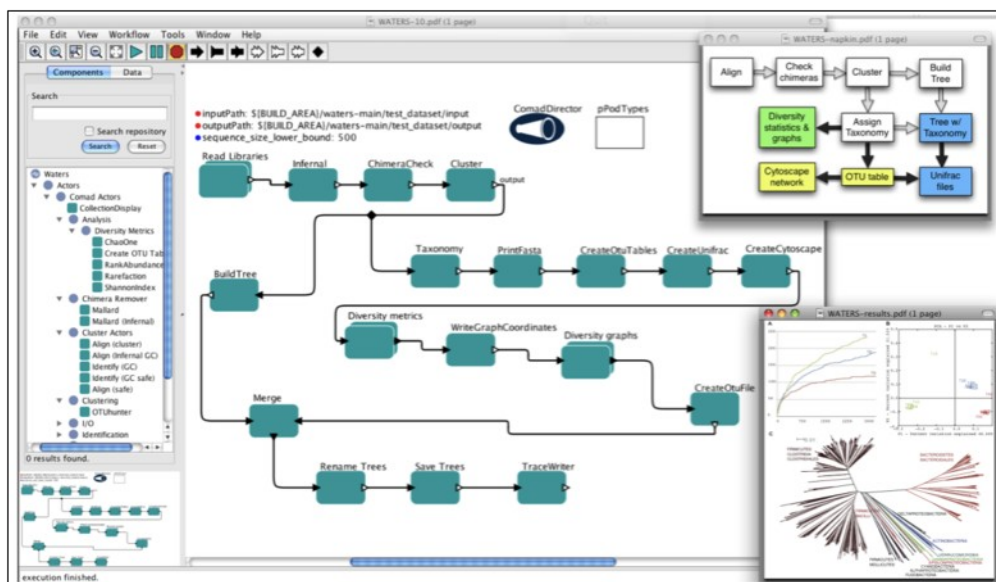 WATERS-10.pdf (1 page)
File Edit View Workflow Tools Window Help
Components Data
Search
Search repository
Search Reset
Waters
Actors
Comad Actors
CollectionDisplay
Analysis
Diversity Metrics
ChaoOne
Create OTU Tab
RankAbundance
Rarefaction
ShannonIndex
Chimera Remover
Mallard
Mallard (Infernal)
Cluster Actors
Align (cluster)
Align (Infernal GC)
Identify (GC)
Identify (GC safe)
Align (safe)
Clustering
OTUhunter
I/O
Identification
0 results found.
execution finished.
inputPath: $[BUILD_AREA}/waters-main/test_dataset/input
outputPath: $[BUILD_AREA}/waters-main/test_dataset/output
sequence_size_lower_bound: 500
ComadDirector
pPodTypes
Read Libraries
Infernal
ChimeraCheck
Cluster
output
BuildTree
Taxonomy
PrintFasta
CreateOtuTables
CreateUnifrac
CreateCytoscape
Diversity metrics
WriteGraphCoordinates
Diversity graphs
CreateOtuFile
Merge
Rename Trees
Save Trees
TraceWriter
WATERS-napkin.pdf (1 page)
Align
Check
chimeras
Cluster
Build
Tree
Diversity
statistics &
graphs
Assign
Taxonomy
Tree w/
Taxonomy
Cytoscape
network
OTU table
Unifrac
files
WATERS-results.pdf (1 page)
A
B
C